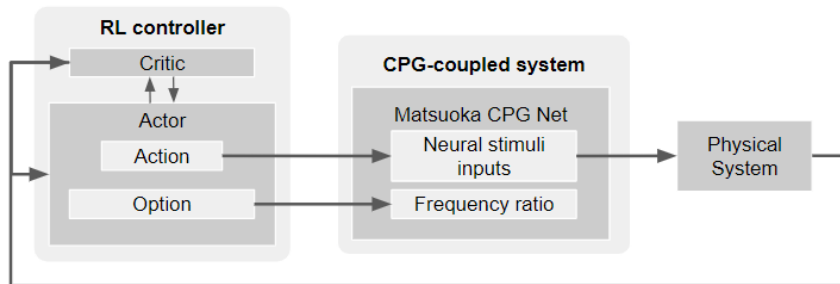 RL controller
Critic
Actor
Action
Option
CPG-coupled system
Matsuoka CPG Net
Neural stimuli
inputs
Frequency ratio
Physical
System